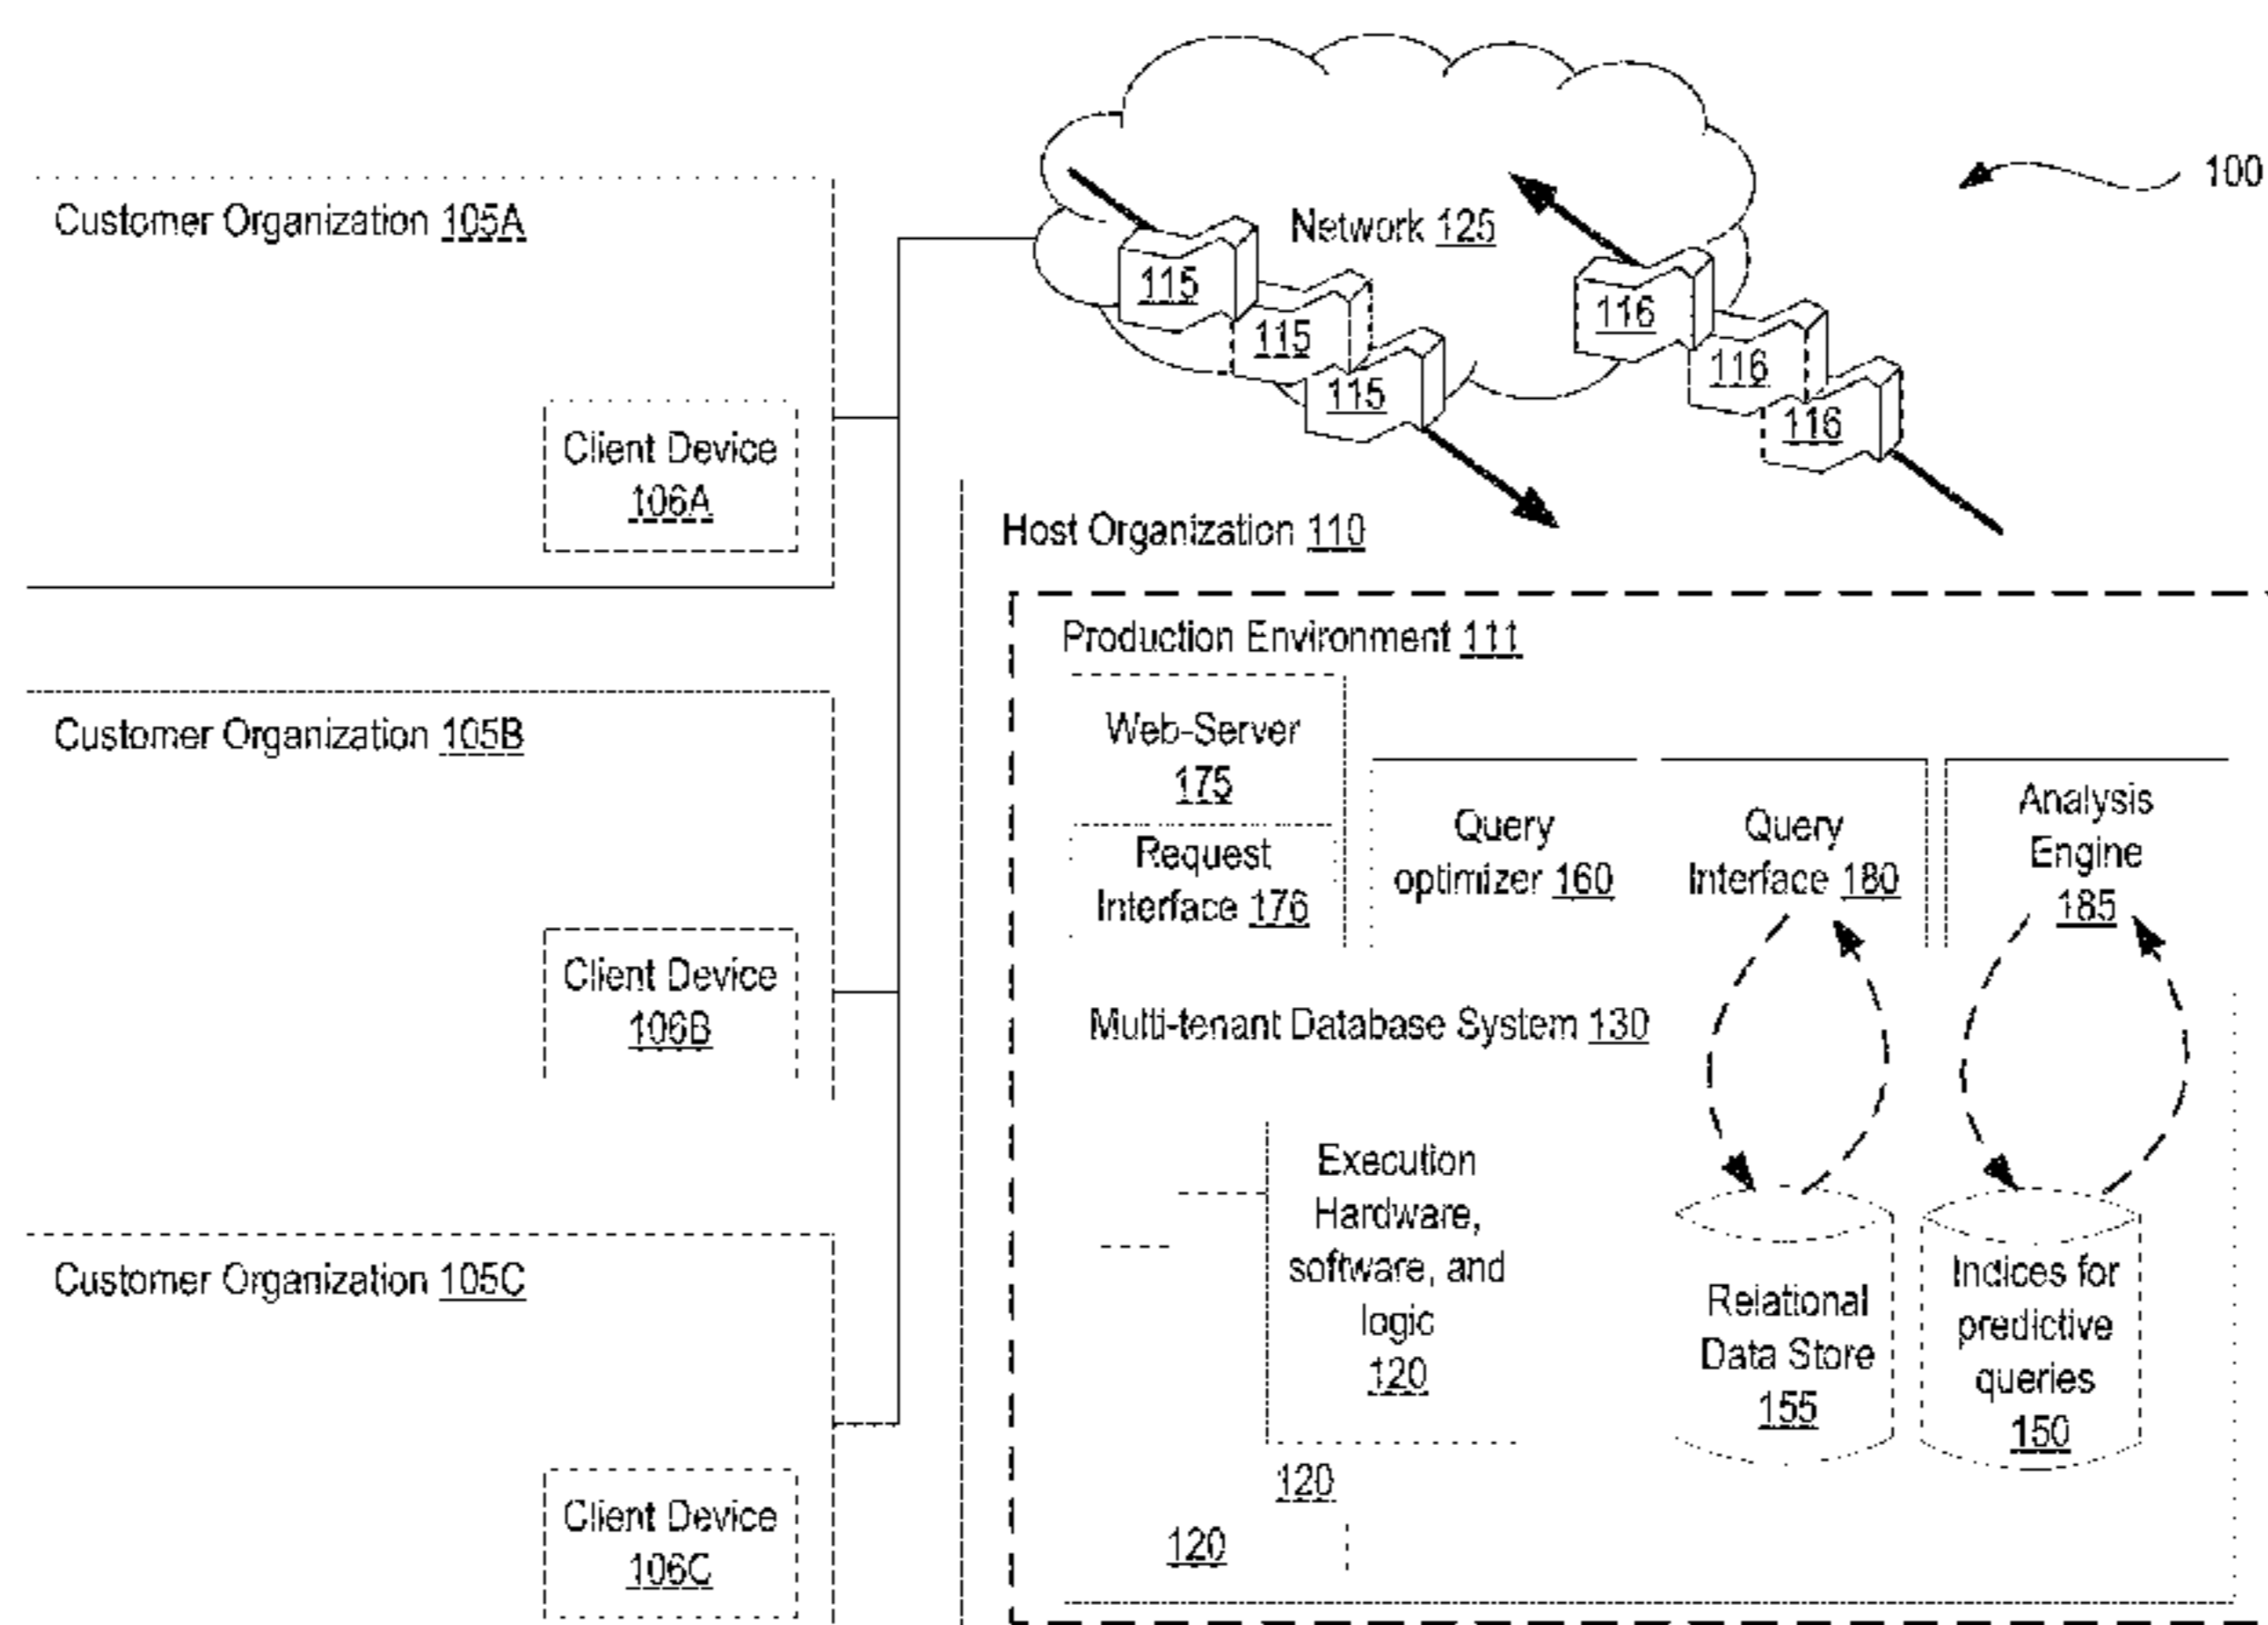 100
Customer Organization 105A
Network 125
115
115
115
116
116
116
Client Device
106A
Host Organization 110
Production Environment 111
Customer Organization 105B
Web-Server
175
Request
Interface 176
Query
optimizer 160
Query
Interface 180
Analysis
Engine
185
Client Device
106B
Multi-tenant Database System 130
Execution
Hardware,
software, and
logic
120
120
120
Customer Organization 105C
Relational
Data Store
155
Indices for
predictive
queries
150
Client Device
106C